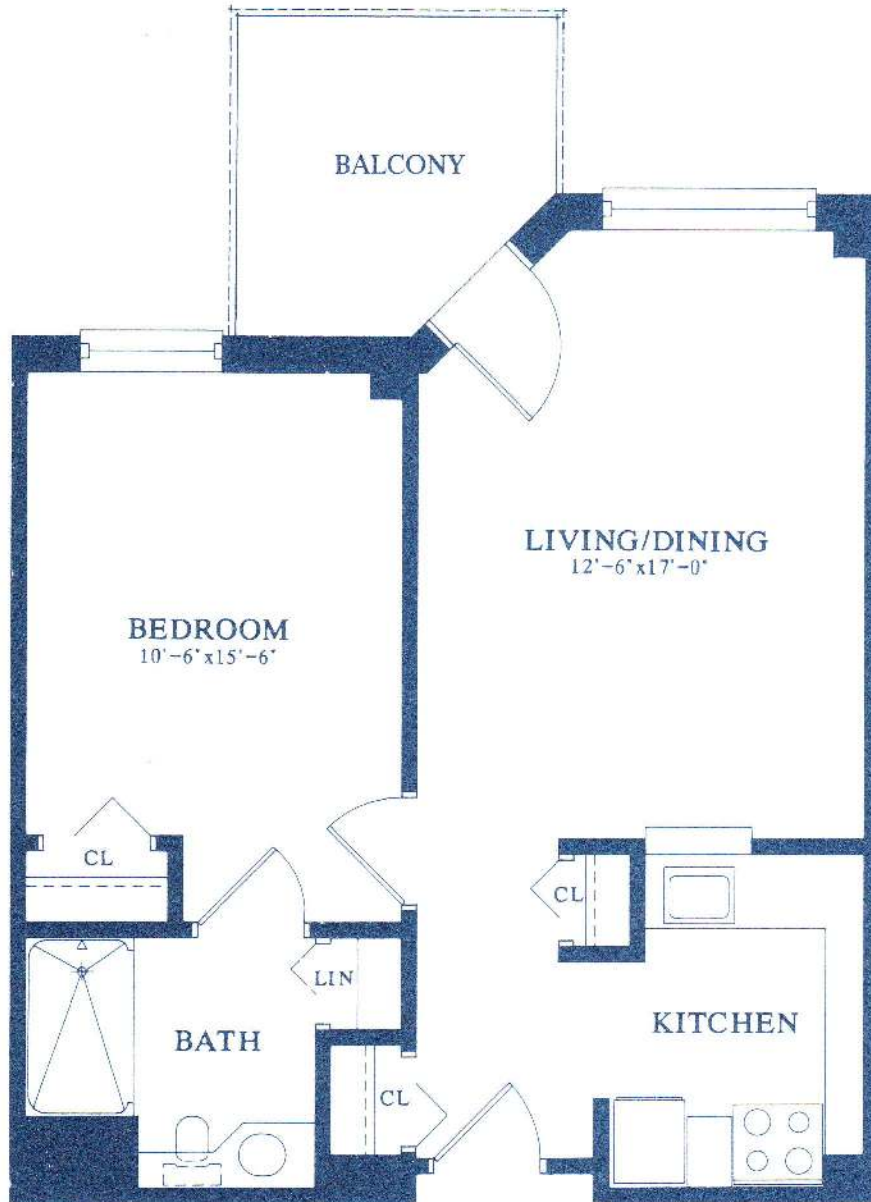 BALCONY
LIVING/DINING
12'-6"x17'-0"
BEDROOM
10'-6"x15'-6"
CL
CL
LIN
KITCHEN
BATH
CL